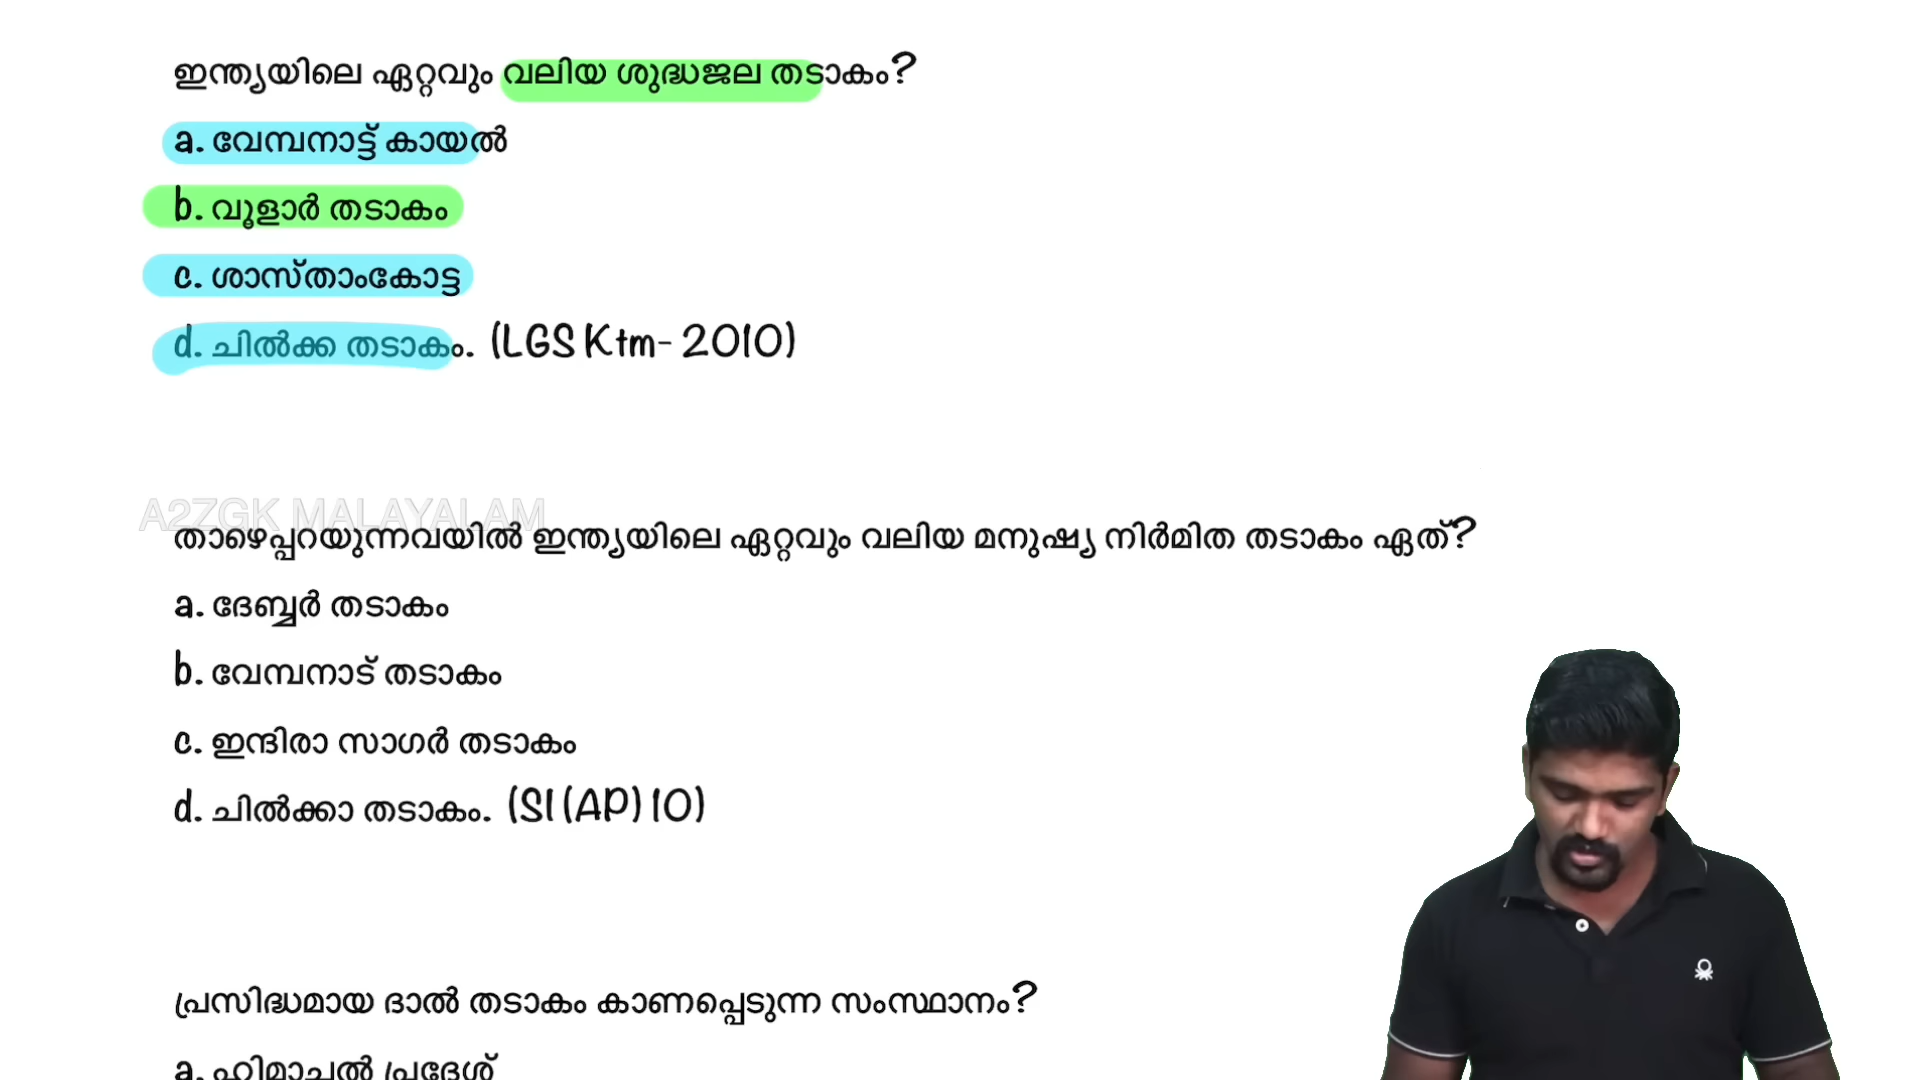 ഇന്ത്യയിലെ ഏറ്റവും വലിയ ശുദ്ധജല തടാകം?
a. വേമ്പനാട്ട് കായൽ
b. വൂളാർ തടാകം
c. ശാസ്താംകോട്ട
d. ചിൽക്ക തടാകം. (LGS Ktm- 2010)
A2ZGK MALAYALAM
താഴെപ്പറയുന്നവയിൽ ഇന്ത്യയിലെ ഏറ്റവും വലിയ മനുഷ്യ നിർമിത തടാകം ഏത്?
a. ദേബ്ബർ തടാകം
b. വേമ്പനാട് തടാകം
c. ഇന്ദിരാ സാഗർ തടാകം
d. ചിൽക്കാ തടാകം. (SI (AP) 10)
പ്രസിദ്ധമായ ദാൽ തടാകം കാണപ്പെടുന്ന സംസ്ഥാനം?
a. ഹിമാചൽ പ്രദേശ്